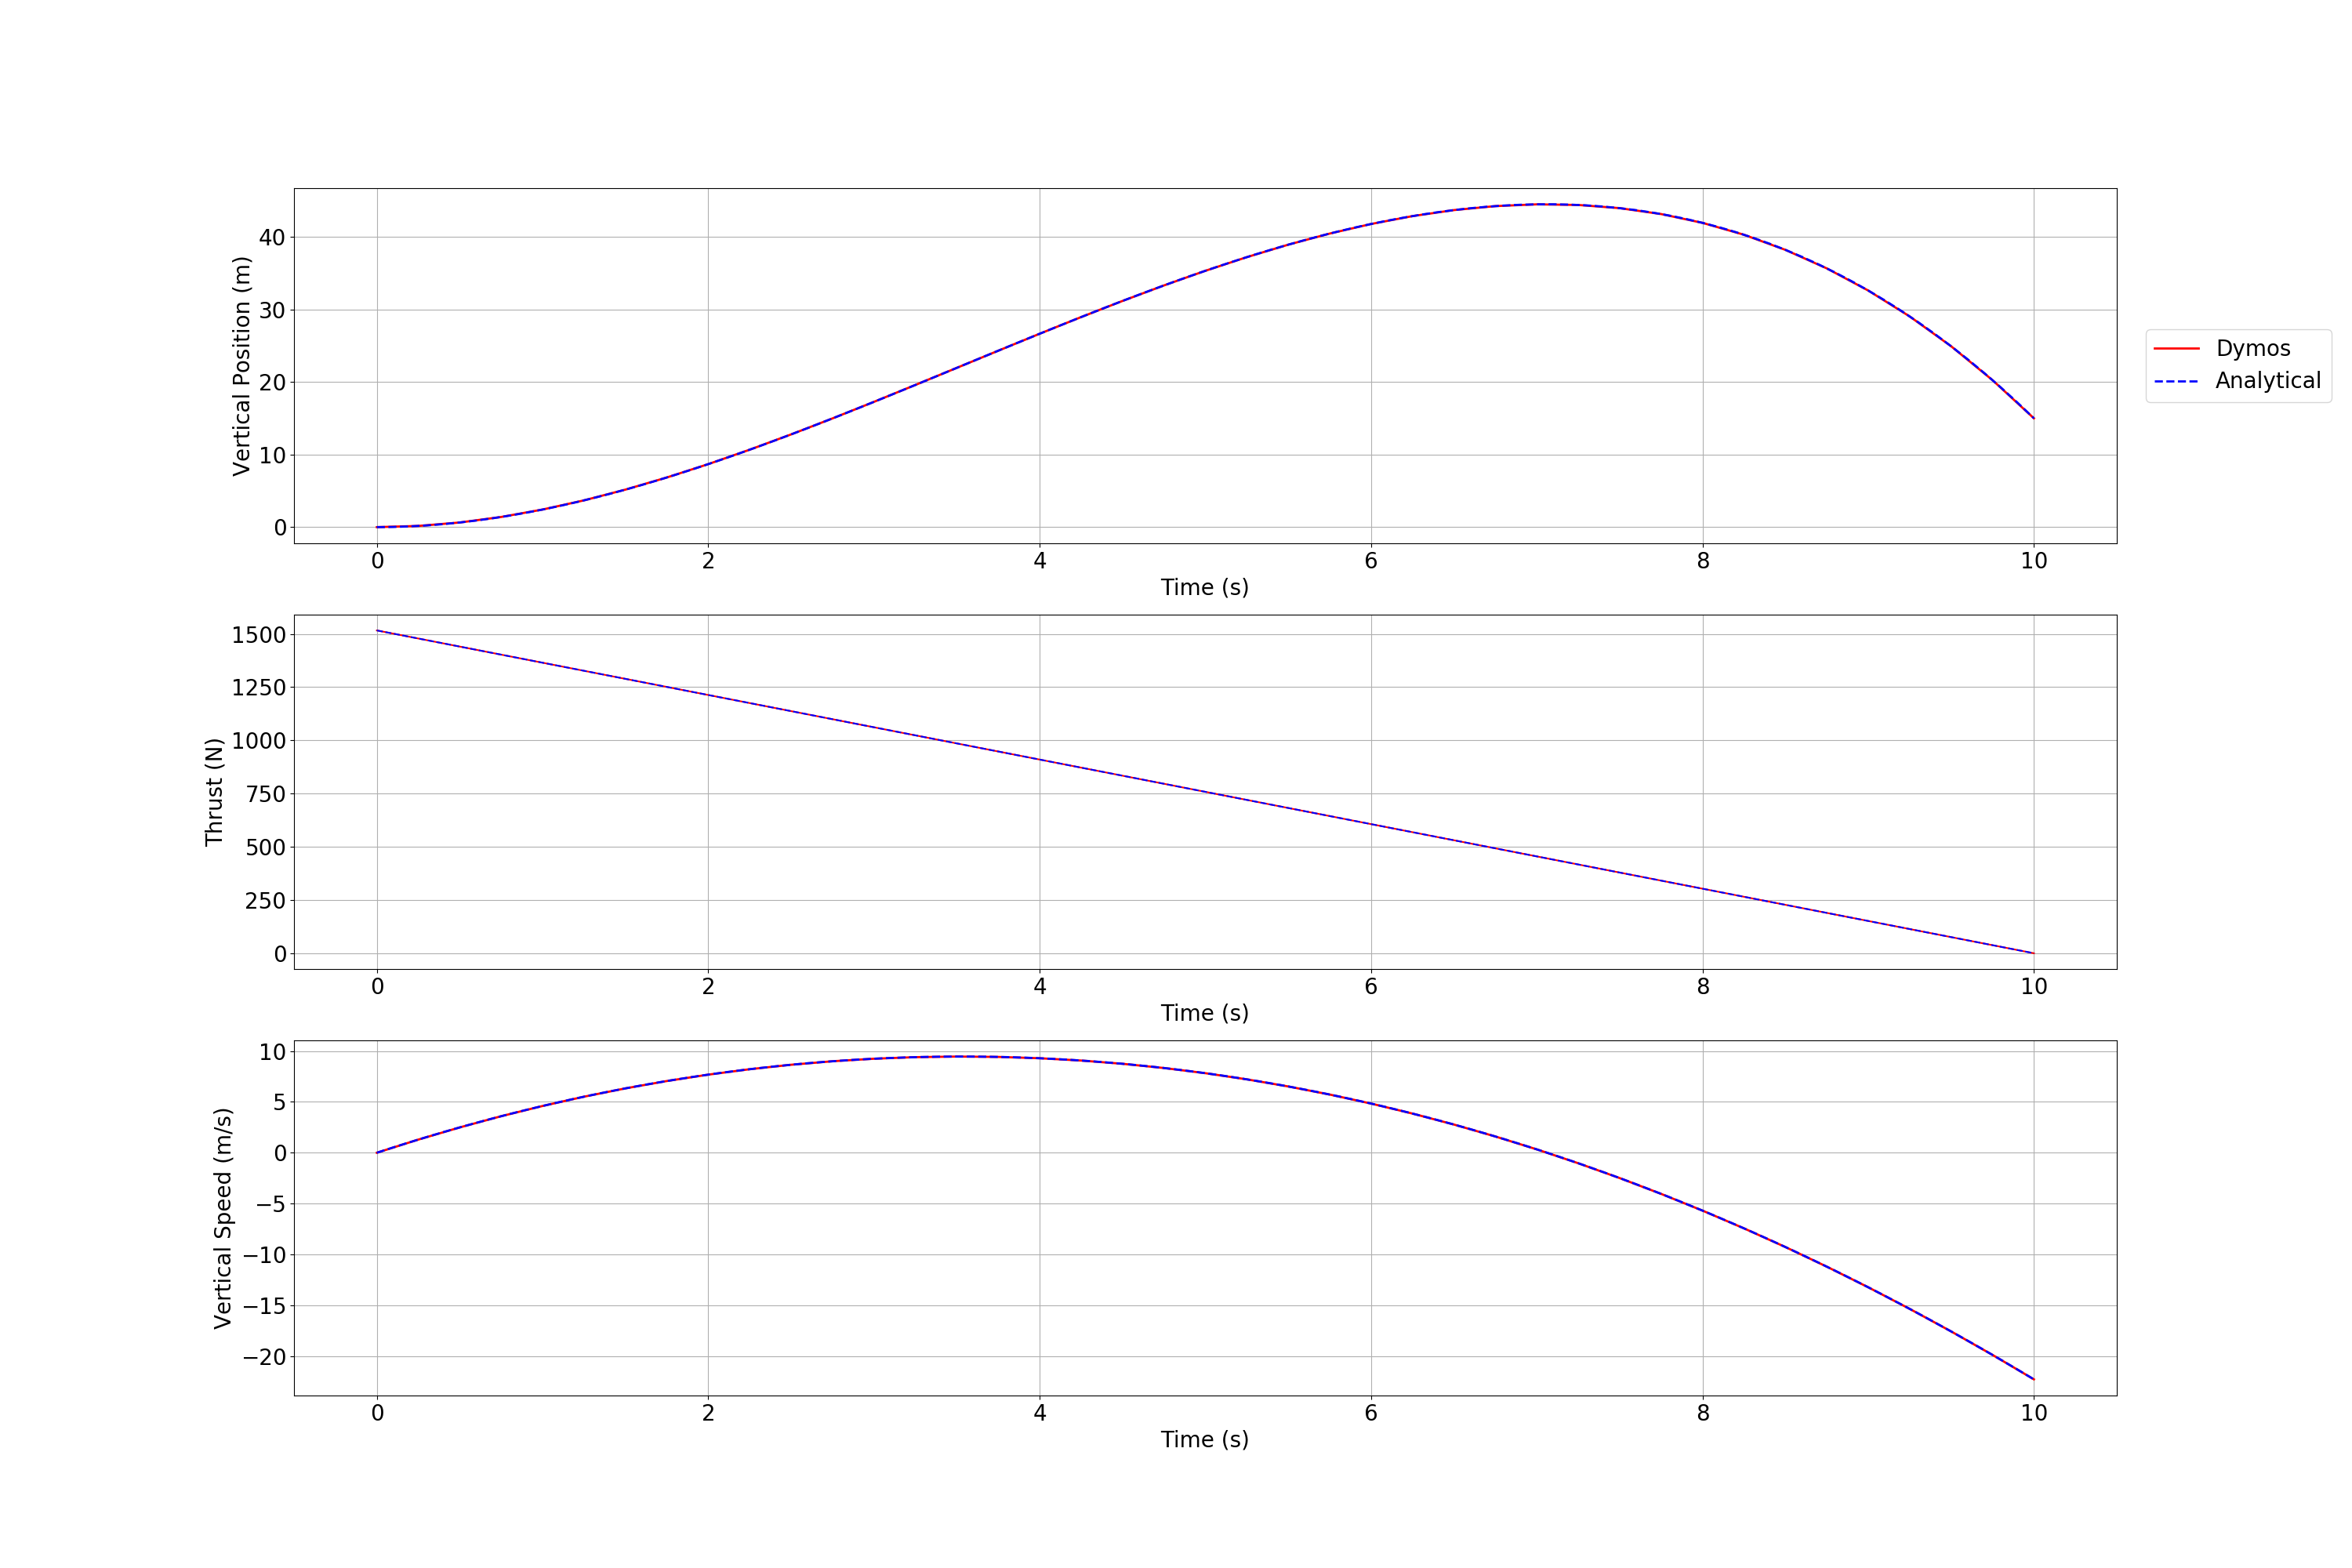 40
30
20
10
0
Vertical Position (m)
0 2 4 6 8 10
Time (s)
Dymos
Analytical
1500
1250
1000
750
500
250
0
Thrust (N)
0 2 4 6 8 10
Time (s)
10
5
0
−5
−10
−15
−20
Vertical Speed (m/s)
0 2 4 6 8 10
Time (s)